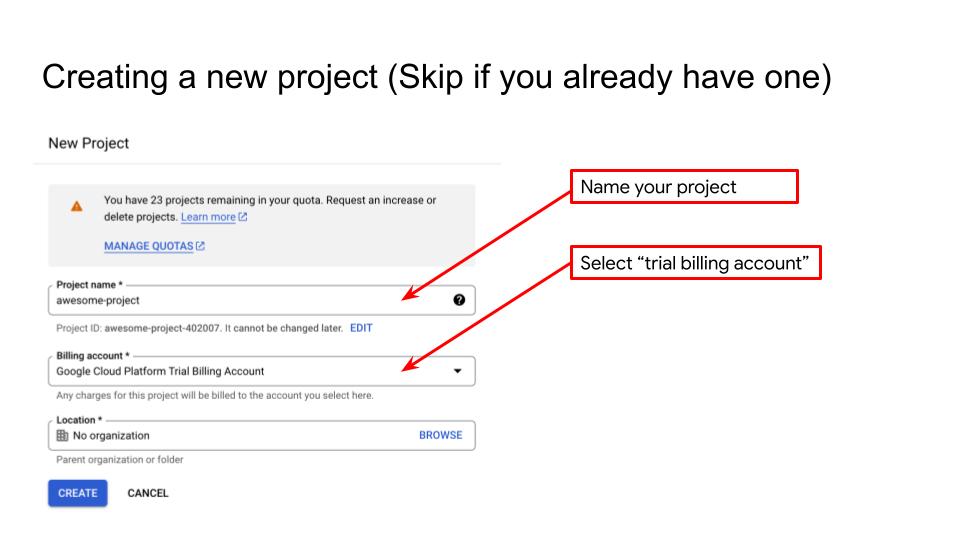 Creating a new project (Skip if you already have one)
New Project
You have 23 projects remaining in your quota. Request an increase or
delete projects. Learn more
MANAGE QUOTAS
Name your project
Select “trial billing account”
Project name *
awesome-project
Project ID: awesome-project-402007. It cannot be changed later. EDIT
Billing account *
Google Cloud Platform Trial Billing Account
Any charges for this project will be billed to the account you select here.
Location *
No organization BROWSE
Parent organization or folder
CREATE CANCEL